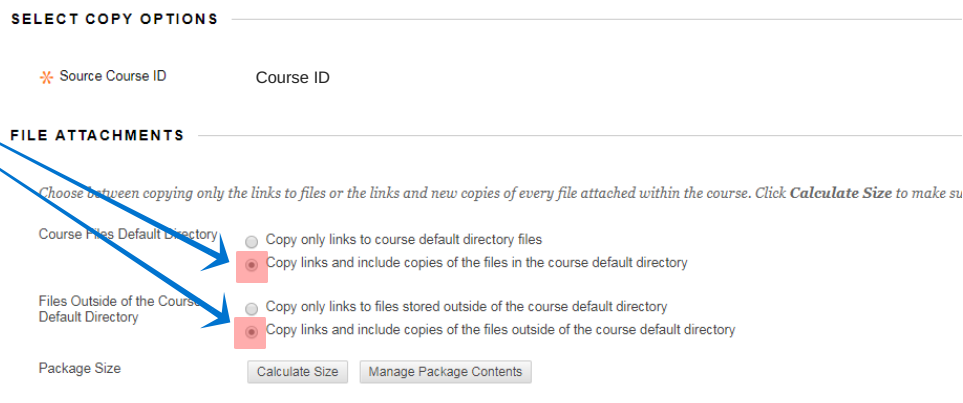 SELECT COPY OPTIONS
Source Course ID
Course ID
FILE ATTACHMENTS
Choose between copying only the links to files or the links and new copies of every file attached within the course. Click Calculate Size to make su
Course Files Default Directory
Copy only links to course default directory files
Copy links and include copies of the files in the course default directory
Files Outside of the Course
Default Directory
Copy only links to files stored outside of the course default directory
Copy links and include copies of the files outside of the course default directory
Package Size
Calculate Size
Manage Package Contents